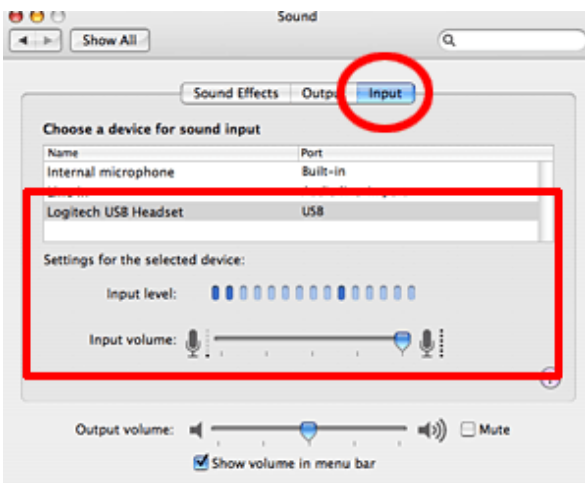 Sound
Show All
Sound Effects Output Input
Choose a device for sound input
Name Port
Internal microphone Built-in
Logitech USB Headset USB
Settings for the selected device:
Input level:
Input volume:
Output volume: Mute
Show volume in menu bar